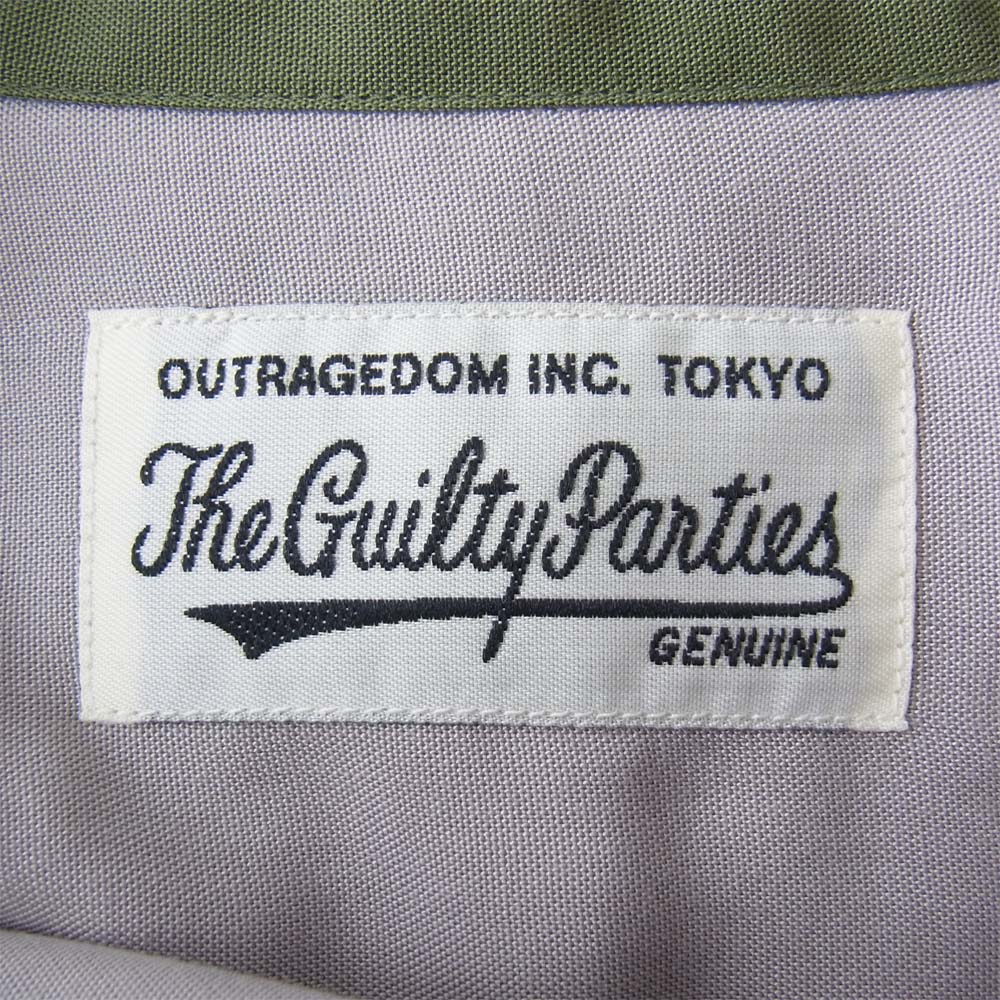 OUTRAGEDOM INC. TOKYO
The Guilty Parties
GENUINE